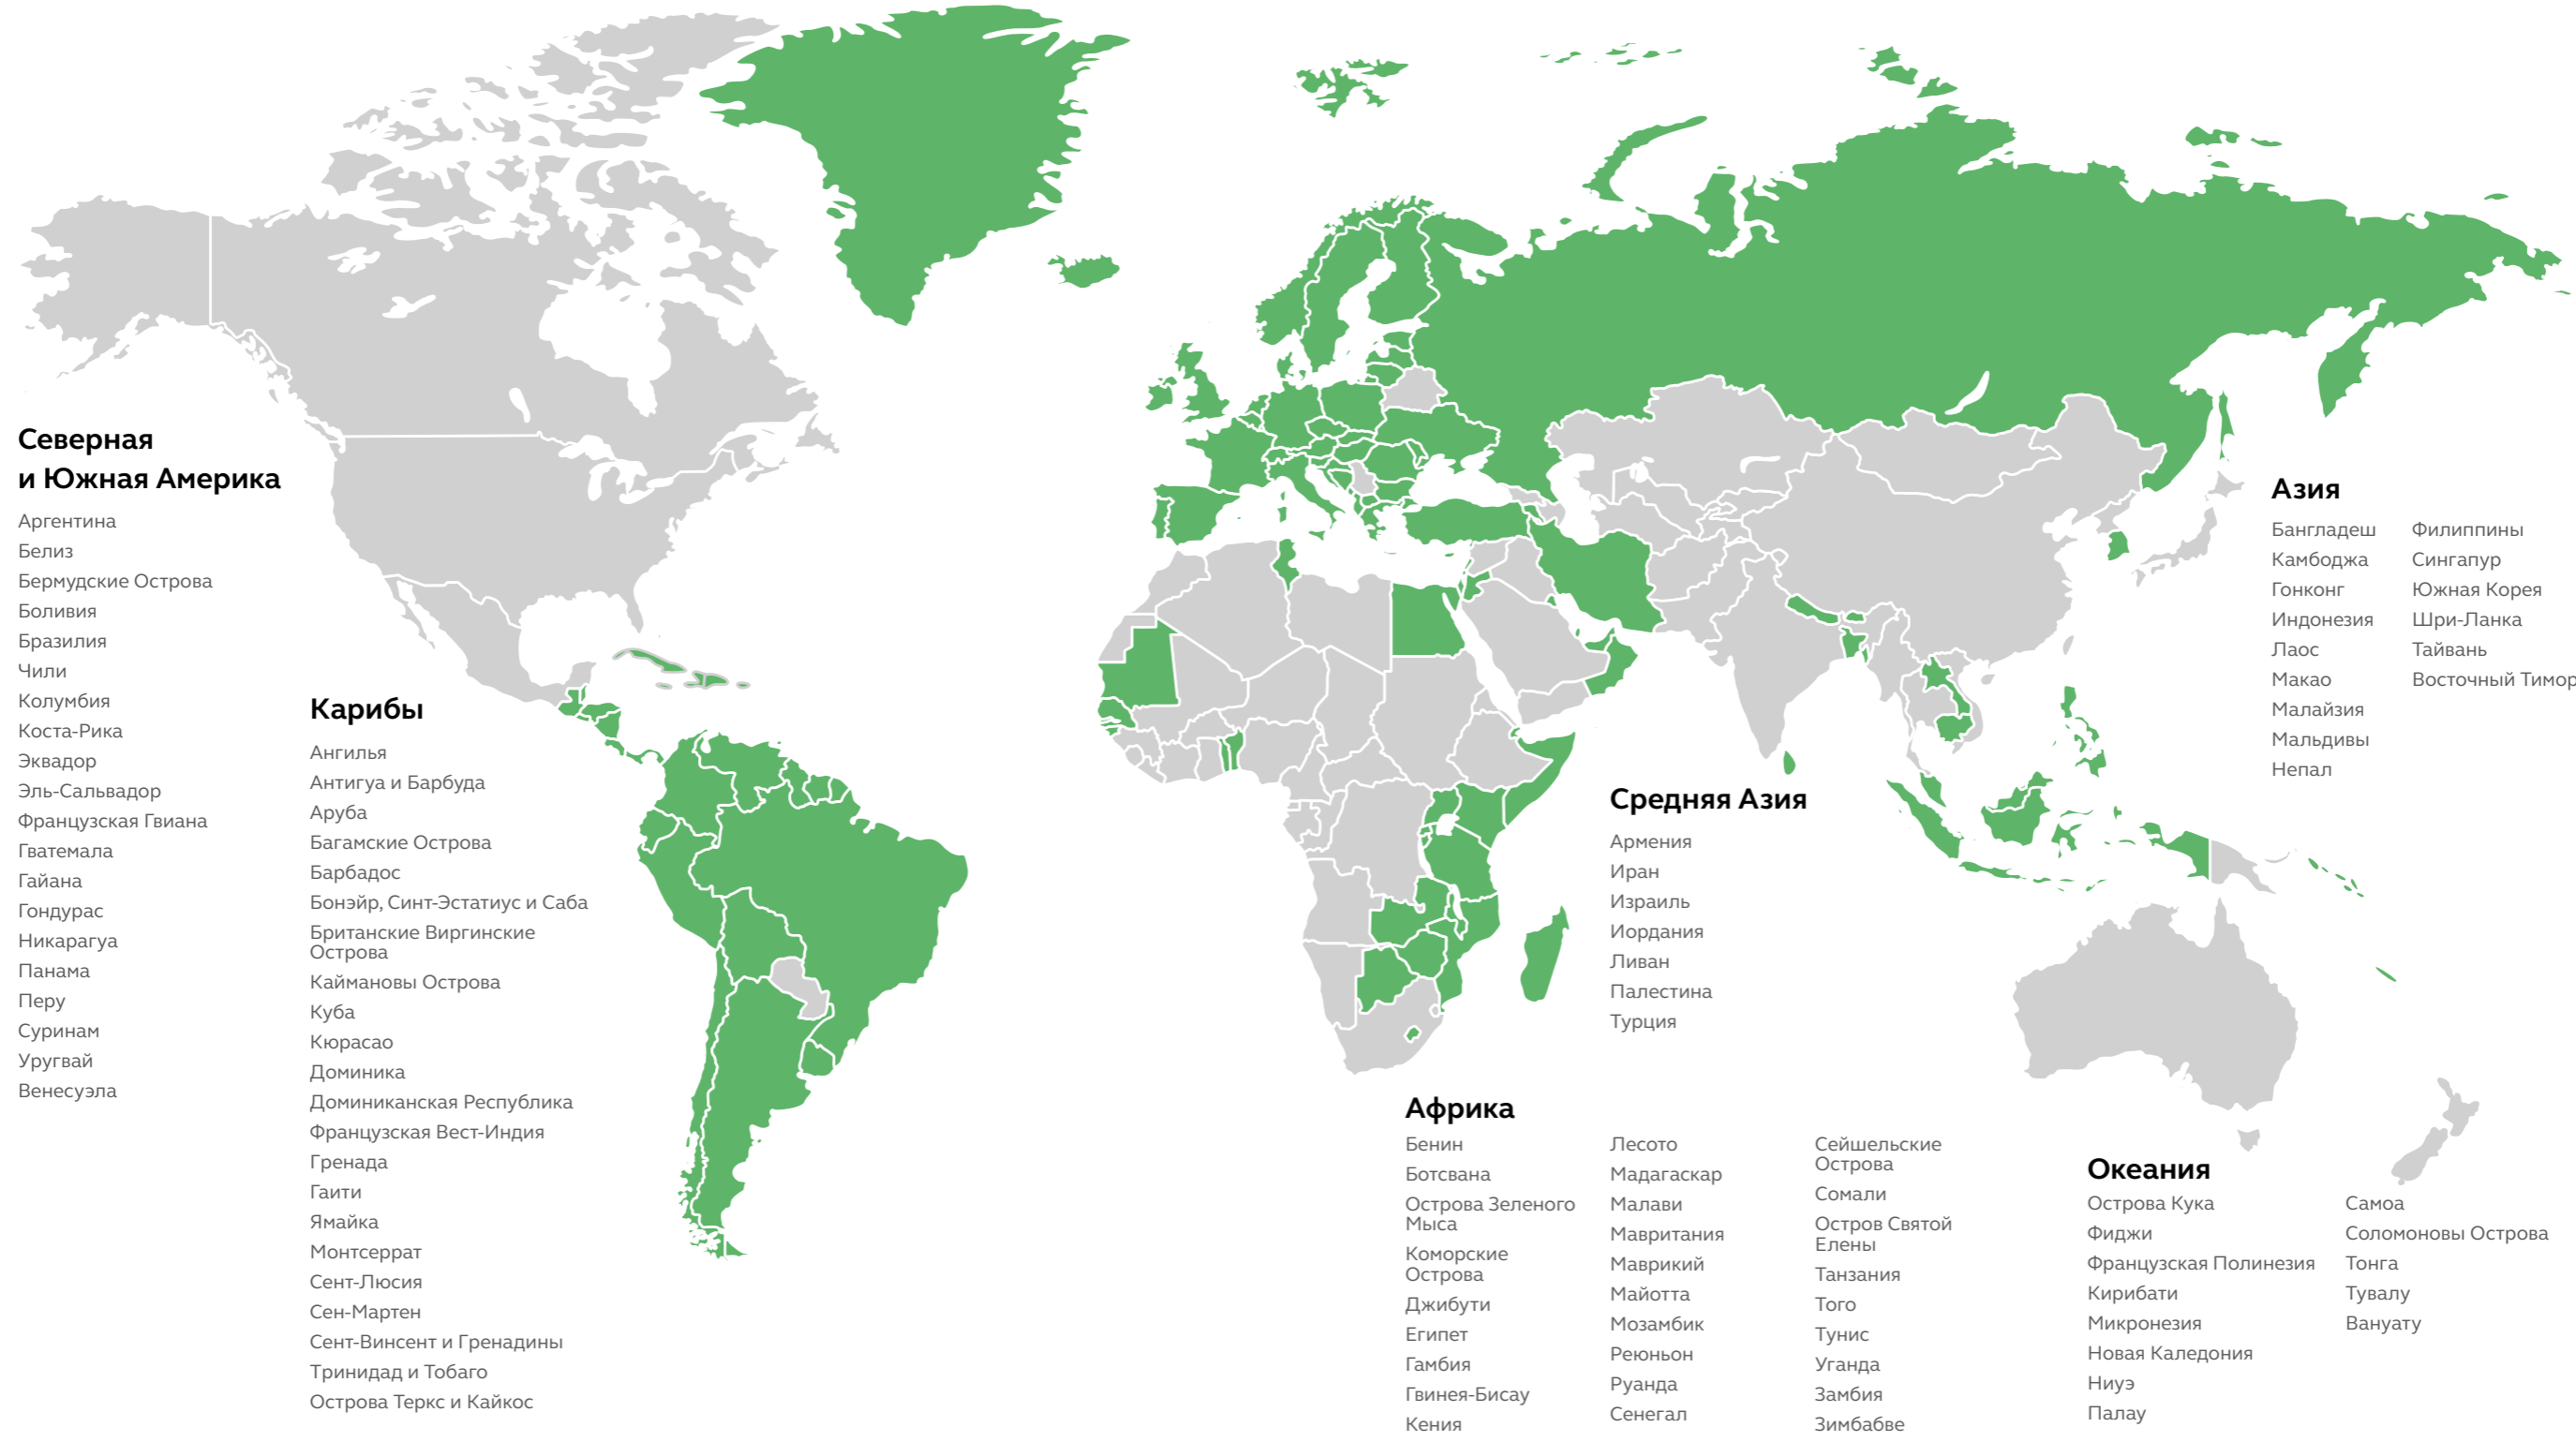 Северная
и Южная Америка
Аргентина
Белиз
Бермудские Острова
Боливия
Бразилия
Чили
Колумбия
Коста-Рика
Эквадор
Эль-Сальвадор
Французская Гвиана
Гватемала
Гайана
Гондурас
Никарагуа
Панама
Перу
Суринам
Уругвай
Венесуэла
Карибы
Ангилья
Антигуа и Барбуда
Аруба
Багамские Острова
Барбадос
Бонэйр, Синт-Эстатиус и Саба
Британские Виргинские
Острова
Каймановы Острова
Куба
Кюрасао
Доминика
Доминиканская Республика
Французская Вест-Индия
Гренада
Гаити
Ямайка
Монтсеррат
Сент-Люсия
Сен-Мартен
Сент-Винсент и Гренадины
Тринидад и Тобаго
Острова Теркс и Кайкос
Средняя Азия
Армения
Иран
Израиль
Иордания
Ливан
Палестина
Турция
Африка
Бенин
Ботсвана
Острова Зеленого
Мыса
Коморские
Острова
Джибути
Египет
Гамбия
Гвинея-Бисау
Кения
Лесото
Мадагаскар
Малави
Мавритания
Маврикий
Майотта
Мозамбик
Реюньон
Руанда
Сенегал
Сейшельские
Острова
Сомали
Остров Святой
Елены
Танзания
Того
Тунис
Уганда
Замбия
Зимбабве
Азия
Бангладеш
Камбоджа
Гонконг
Индонезия
Лаос
Макао
Малайзия
Мальдивы
Непал
Филиппины
Сингапур
Южная Корея
Шри-Ланка
Тайвань
Восточный Тимор
Океания
Острова Кука
Фиджи
Французская Полинезия
Кирибати
Микронезия
Новая Каледония
Ниуэ
Палау
Самоа
Соломоновы Острова
Тонга
Тувалу
Вануату